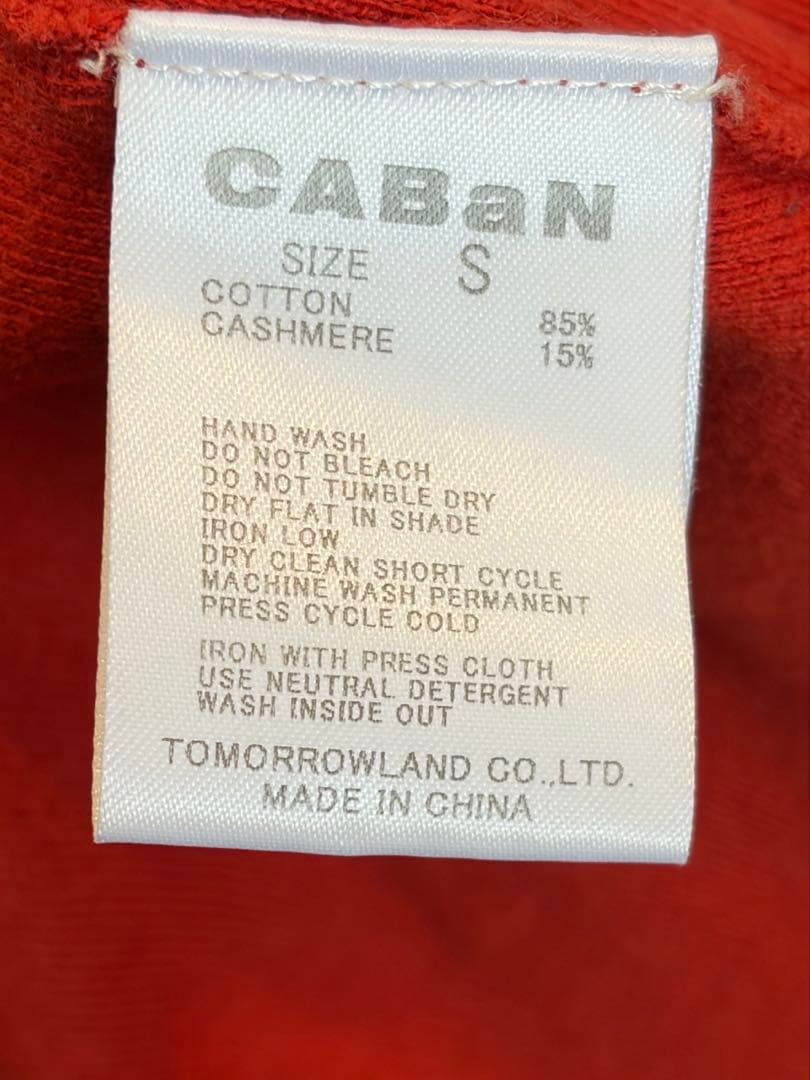 CABaN
SIZE S
COTTON 85%
CASHMERE 15%
HAND WASH
DO NOT BLEACH
DO NOT TUMBLE DRY
DRY FLAT IN SHADE
IRON LOW
DRY CLEAN SHORT CYCLE
MACHINE WASH PERMANENT
PRESS CYCLE COLD
IRON WITH PRESS CLOTH
USE NEUTRAL DETERGENT
WASH INSIDE OUT
TOMORROWLAND CO.,LTD.
MADE IN CHINA